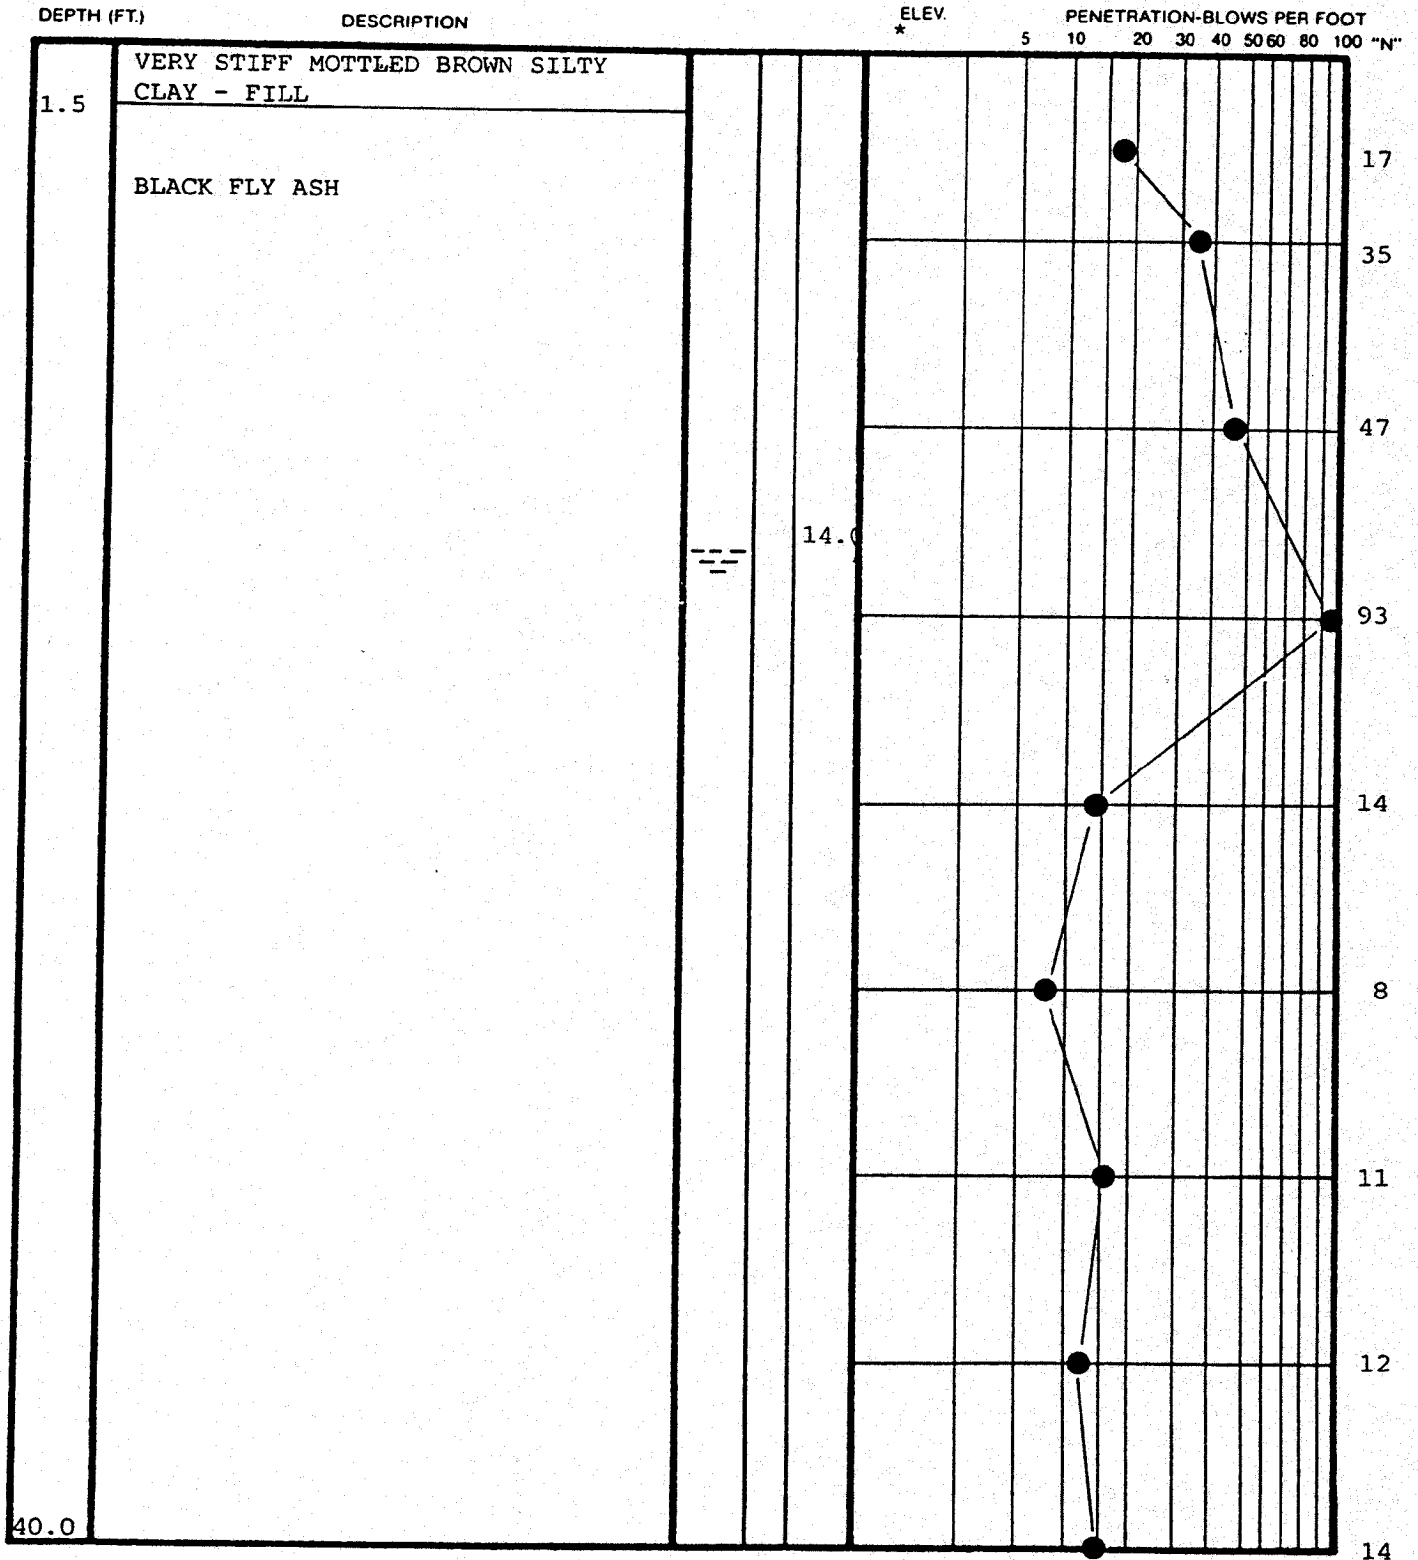 DEPTH (FT.) DESCRIPTION ELEV. PENETRATION-BLOWS PER FOOT
* 5 10 20 30 40 50 60 80 100 "N"
VERY STIFF MOTTLED BROWN SILTY
1.5 CLAY - FILL
17
BLACK FLY ASH
35
47
14.0
93
14
8
11
12
40.0
14